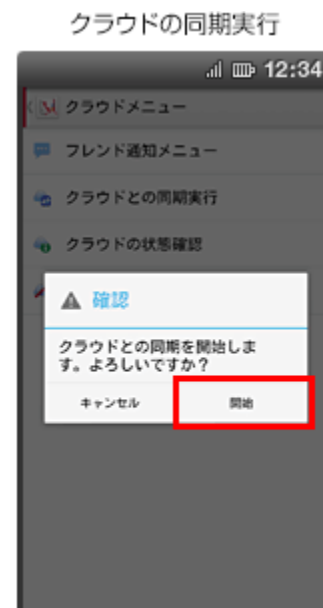 クラウドの同期実行
12:34
クラウドメニュー
フレンド通知メニュー
クラウドとの同期実行
クラウドの状態確認
確認
クラウドとの同期を開始しま
す。よろしいですか？
キャンセル 開始